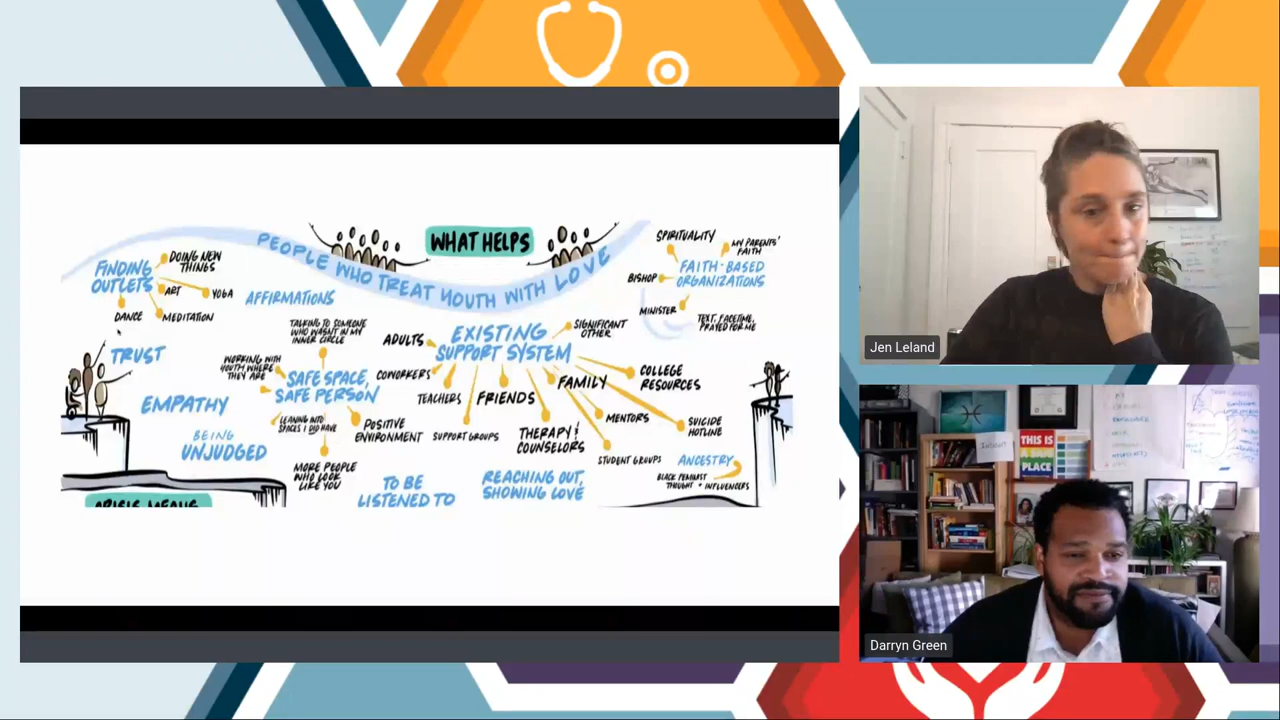 WHAT HELPS
PEOPLE WHO TREAT YOUTH WITH LOVE
FINDING
OUTLETS
DOING NEW
THINGS
ART
YOGA
DANCE
MEDITATION
AFFIRMATIONS
TRUST
EMPATHY
BEING
UNJUDGED
TALKING TO SOMEONE
WHO WASN'T IN MY
INNER CIRCLE
WORKING WITH
YOUTH WHERE
THEY ARE
SAFE SPACE,
SAFE PERSON
LEANING INTO
SPACES I DID HAVE
POSITIVE
ENVIRONMENT
MORE PEOPLE
WHO LOOK
LIKE YOU
EXISTING
SUPPORT SYSTEM
ADULTS
COWORKERS
TEACHERS
SUPPORT GROUPS
FRIENDS
THERAPY &
COUNSELORS
FAMILY
STUDENT GROUPS
MENTORS
SUICIDE
HOTLINE
COLLEGE
RESOURCES
SIGNIFICANT
OTHER
SPIRITUALITY
MY PARENTS'
FAITH
FAITH-BASED
ORGANIZATIONS
BISHOP
MINISTER
TEXT, FACETIME,
PRAYED FOR ME
ANCESTRY
BLACK FEMINIST
THOUGHT + INFLUENCERS
TO BE
LISTENED TO
REACHING OUT,
SHOWING LOVE
CRISIS MEANS
Jen Leland
THIS IS
PLACE
Darryn Green